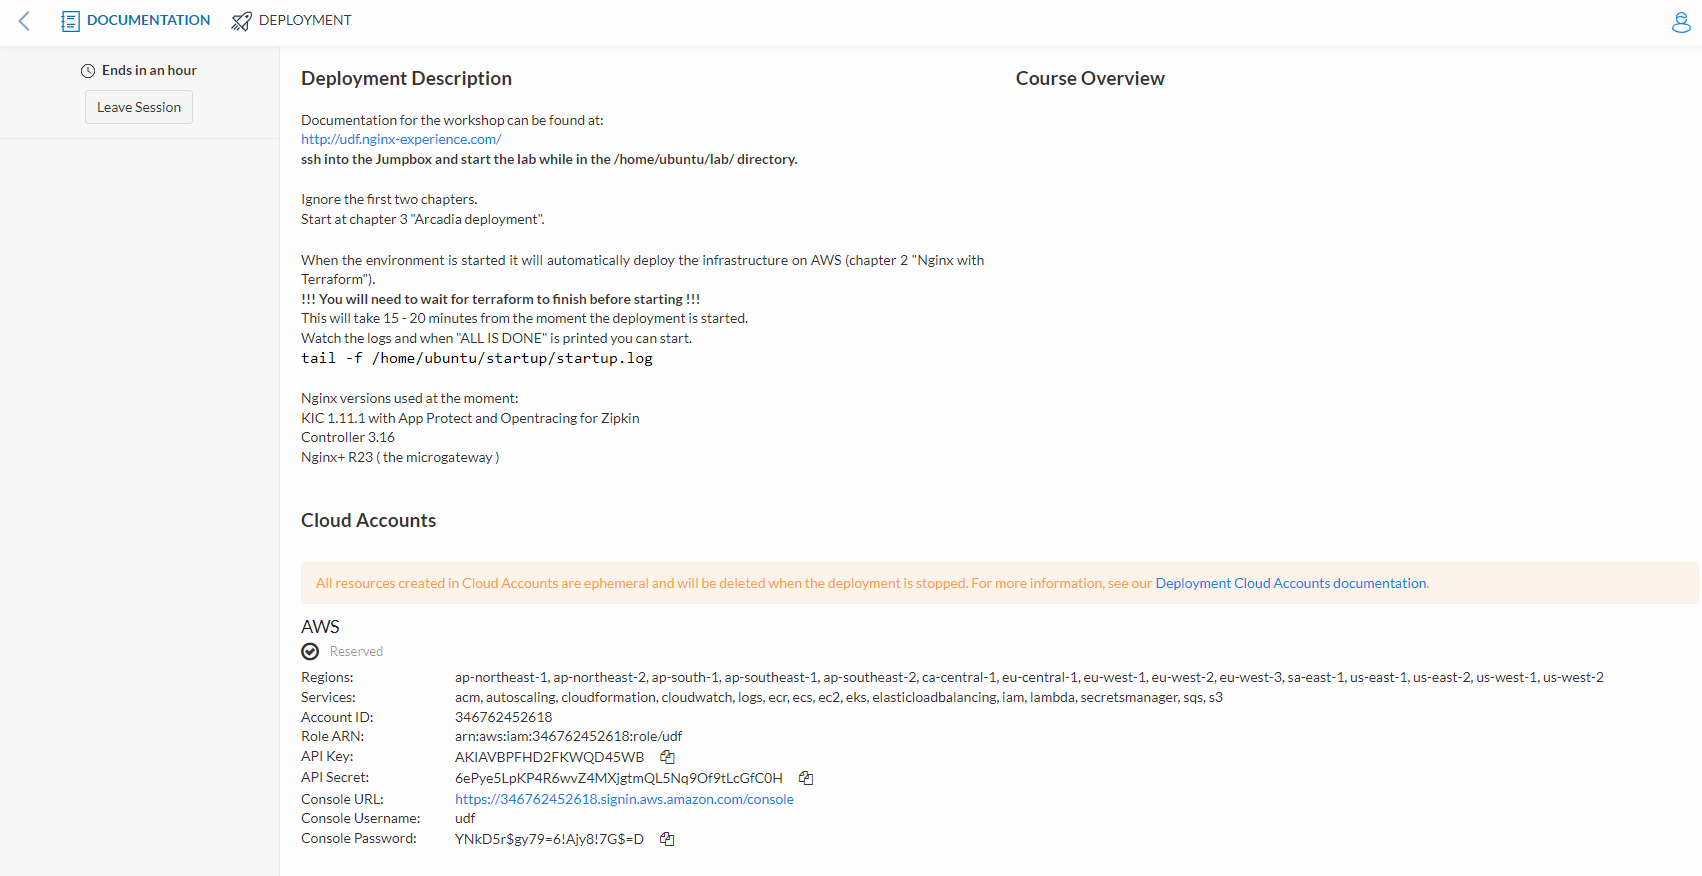 DOCUMENTATION
DEPLOYMENT
Ends in an hour
Leave Session
Deployment Description
Documentation for the workshop can be found at:
http://udf.nginx-experience.com/
ssh into the Jumpbox and start the lab while in the /home/ubuntu/lab/ directory.
Ignore the first two chapters.
Start at chapter 3 "Arcadia deployment".
When the environment is started it will automatically deploy the infrastructure on AWS (chapter 2 "Nginx with
Terraform").
!!! You will need to wait for terraform to finish before starting !!!
This will take 15 - 20 minutes from the moment the deployment is started.
Watch the logs and when "ALL IS DONE" is printed you can start.
tail -f /home/ubuntu/startup/startup.log
Nginx versions used at the moment:
KIC 1.11.1 with App Protect and Opentracing for Zipkin
Controller 3.16
Nginx+ R23 ( the microgateway )
Course Overview
Cloud Accounts
All resources created in Cloud Accounts are ephemeral and will be deleted when the deployment is stopped. For more information, see our Deployment Cloud Accounts documentation.
AWS
Reserved
Regions: ap-northeast-1, ap-northeast-2, ap-south-1, ap-southeast-1, ap-southeast-2, ca-central-1, eu-central-1, eu-west-1, eu-west-2, eu-west-3, sa-east-1, us-east-1, us-east-2, us-west-1, us-west-2
Services: acm, autoscaling, cloudformation, cloudwatch, logs, ecr, ecs, ec2, eks, elasticloadbalancing, iam, lambda, secretsmanager, sqs, s3
Account ID: 346762452618
Role ARN: arn:aws:iam:346762452618:role/udf
API Key: AKIAVBPFHD2FKWQD45WB
API Secret: 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
Console URL: https://346762452618.signin.aws.amazon.com/console
Console Username: udf
Console Password: YNkD5r$gy79=6!Ajy8!7G$=D